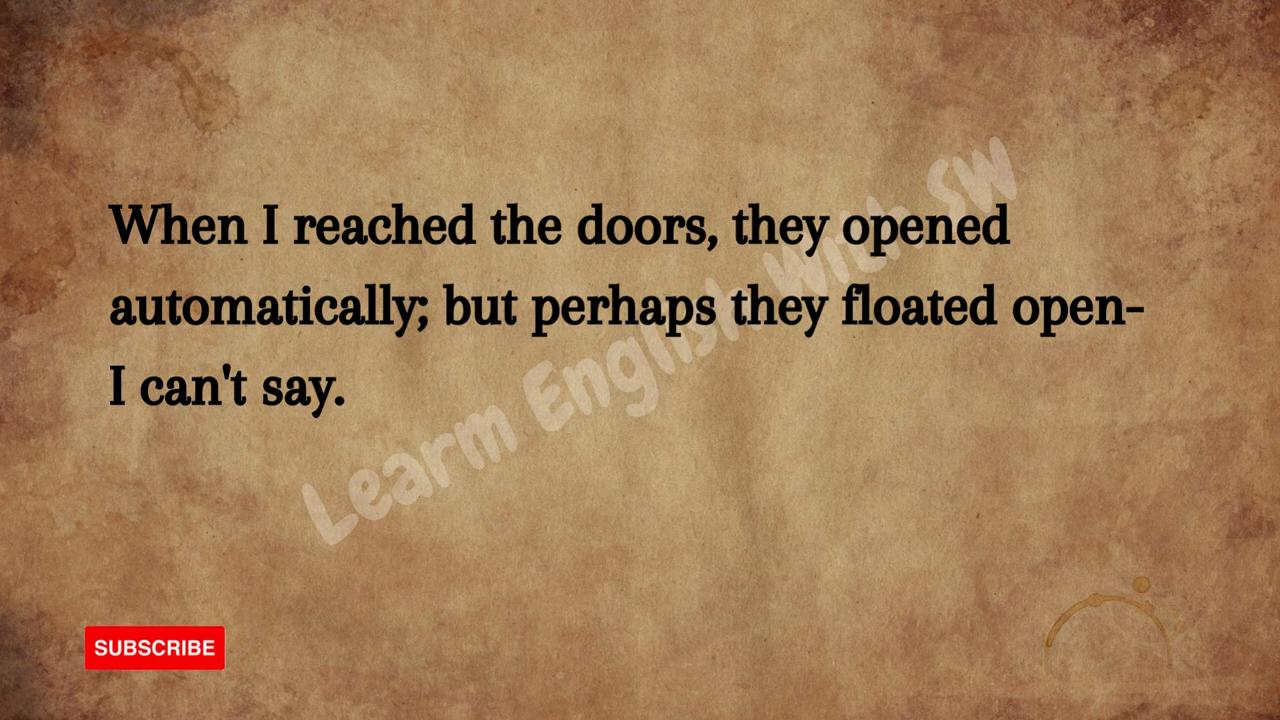 When I reached the doors, they opened
automatically; but perhaps they floated open-
I can't say.
Learn English With SW
SUBSCRIBE